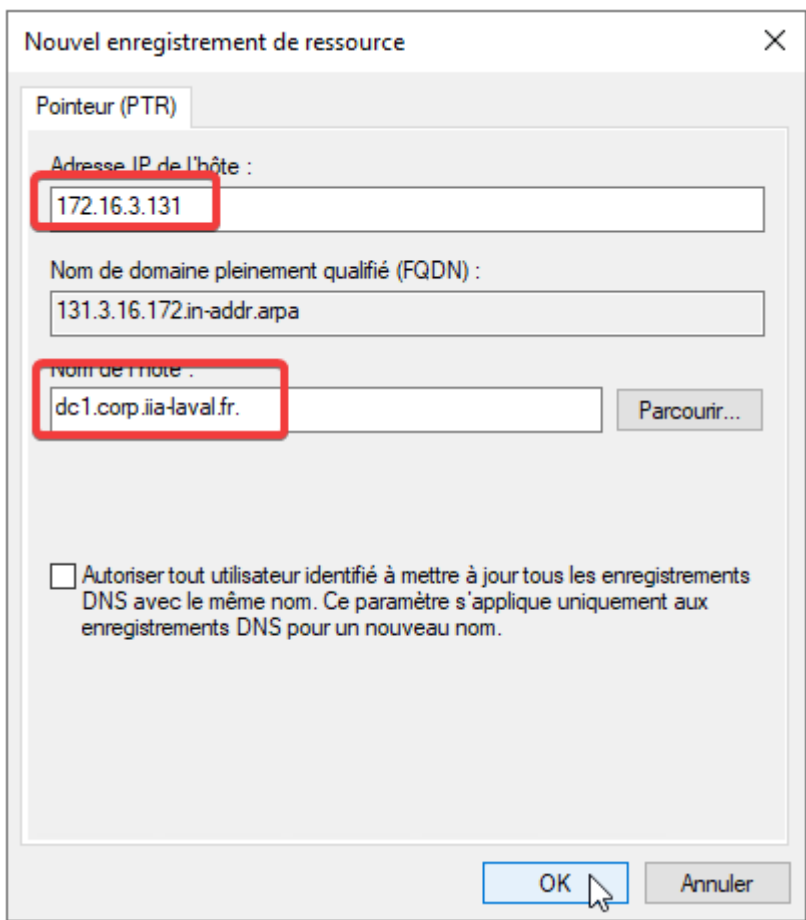 Nouvel enregistrement de ressource
Pointeur (PTR)
Adresse IP de l'hôte :
172.16.3.131
Nom de domaine pleinement qualifié (FQDN) :
131.3.16.172.in-addr.arpa
Nom de l'hôte :
dc1.corp.iia-laval.fr.
Parcourir...
Autoriser tout utilisateur identifié à mettre à jour tous les enregistrements
DNS avec le même nom. Ce paramètre s'applique uniquement aux
enregistrements DNS pour un nouveau nom.
OK
Annuler